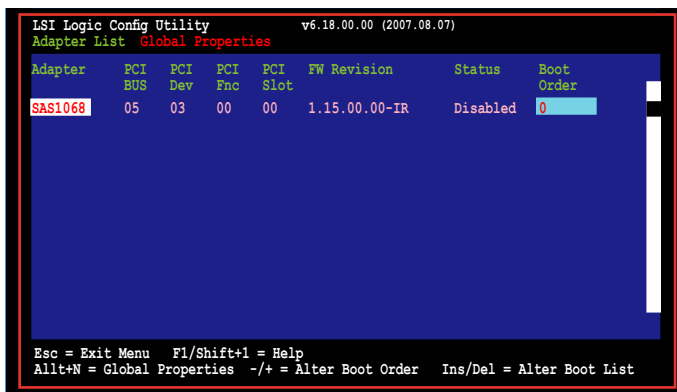 LSI Logic Config Utility v6.18.00.00 (2007.08.07)
Adapter List Global Properties
Adapter PCI PCI PCI PCI FW Revision Status Boot
BUS Dev Fnc Slot Order
SAS1068 05 03 00 00 1.15.00.00-IR Disabled 0
Esc = Exit Menu F1/Shift+1 = Help
Allt+N = Global Properties -/+ = Alter Boot Order Ins/Del = Alter Boot List